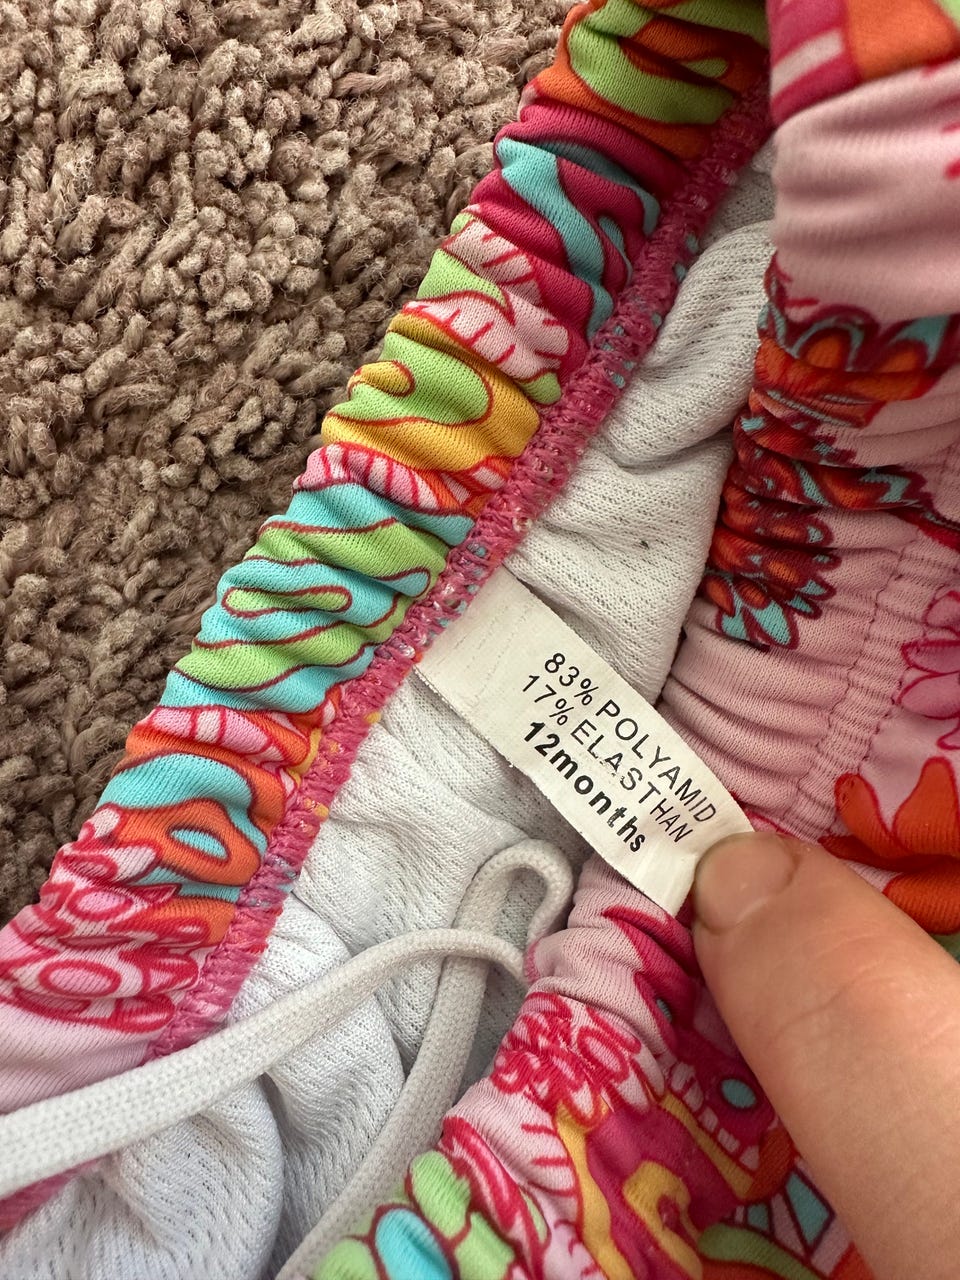 83% POLYAMID
17% ELASTHAN
12months